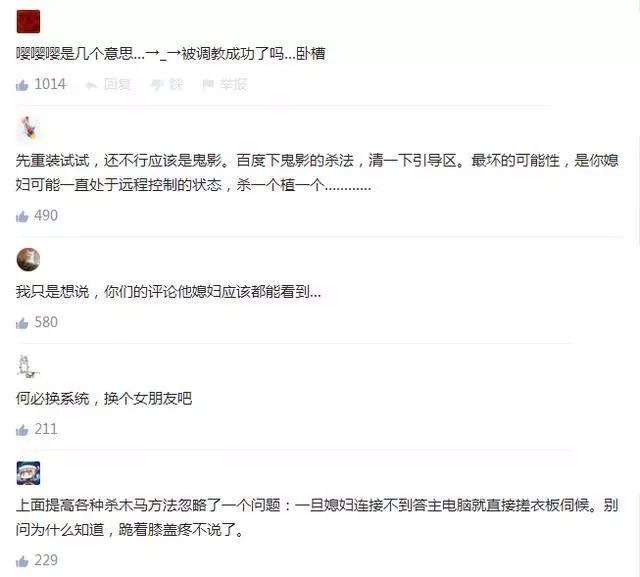 嘤嘤嘤是几个意思...→_→被调教成功了吗...卧槽
1014 回复 踩 举报
先重装试试，还不行应该是鬼影。百度下鬼影的杀法，清一下引导区。最坏的可能性，是你媳
妇可能一直处于远程控制的状态，杀一个植一个............
490
我只是想说，你们的评论他媳妇应该都能看到...
580
何必换系统，换个女朋友吧
211
上面提高各种杀木马方法忽略了一个问题：一旦媳妇连接不到答主电脑就直接搓衣板伺候。别
问为什么知道，跪着膝盖疼不说了。
229